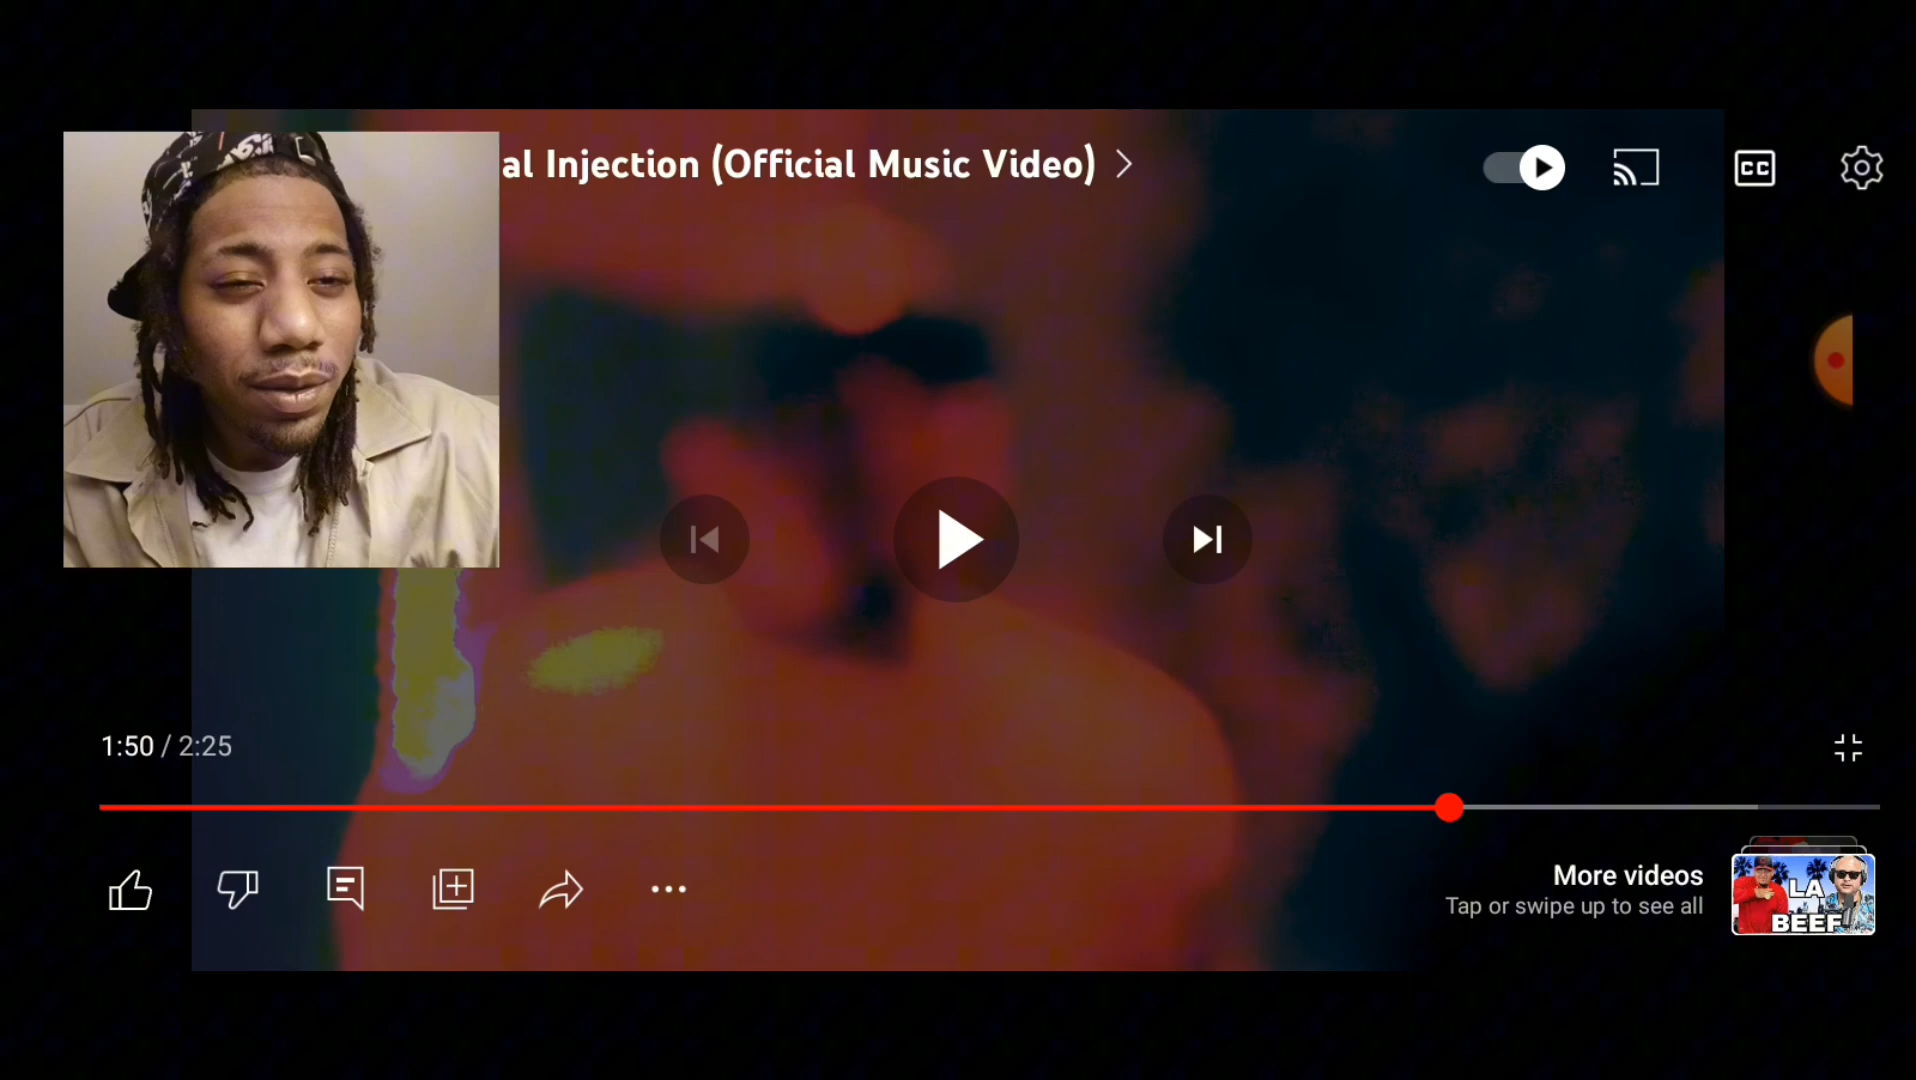 al Injection (Official Music Video)
CC
1:50 / 2:25
More videos
Tap or swipe up to see all
LA
BEEF